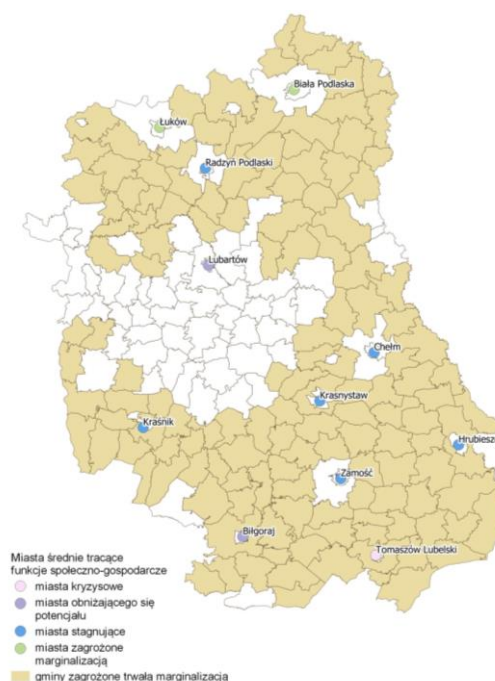 Biała Podlaska
Łuków
Radzyń Podlaski
Lubartów
Chełm
Krasnystaw
Kraśnik
Hrubiesz
Zamość
Biłgoraj
Tomaszów Lubelski
Miasta średnie tracące
funkcje społeczno-gospodarcze
miasta kryzysowe
miasta obniżającego się
potencjału
miasta stagnujące
miasta zagrożone
marginalizacją
gminy zagrożone trwałą marginalizacją